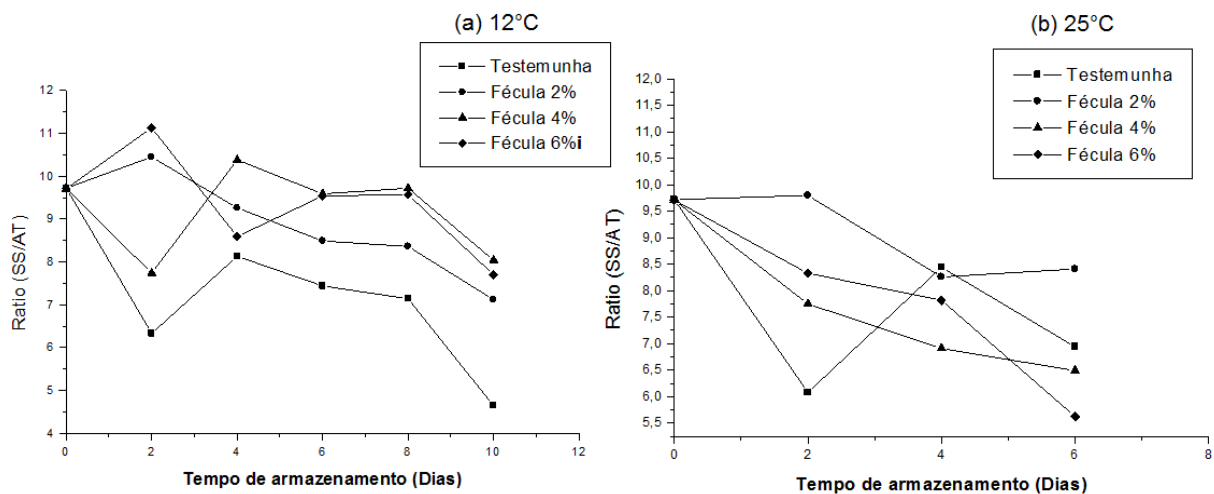 (a) 12°C
Testemunha
Fécula 2%
Fécula 4%
Fécula 6%i
12
11
10
9
8
7
6
5
4
Ratio (SS/AT)
0 2 4 6 8 10 12
Tempo de armazenamento (Dias)
(b) 25°C
Testemunha
Fécula 2%
Fécula 4%
Fécula 6%
12,0
11,5
11,0
10,5
10,0
9,5
9,0
8,5
8,0
7,5
7,0
6,5
6,0
5,5
Ratio (SS/AT)
0 2 4 6 8
Tempo de armazenamento (Dias)